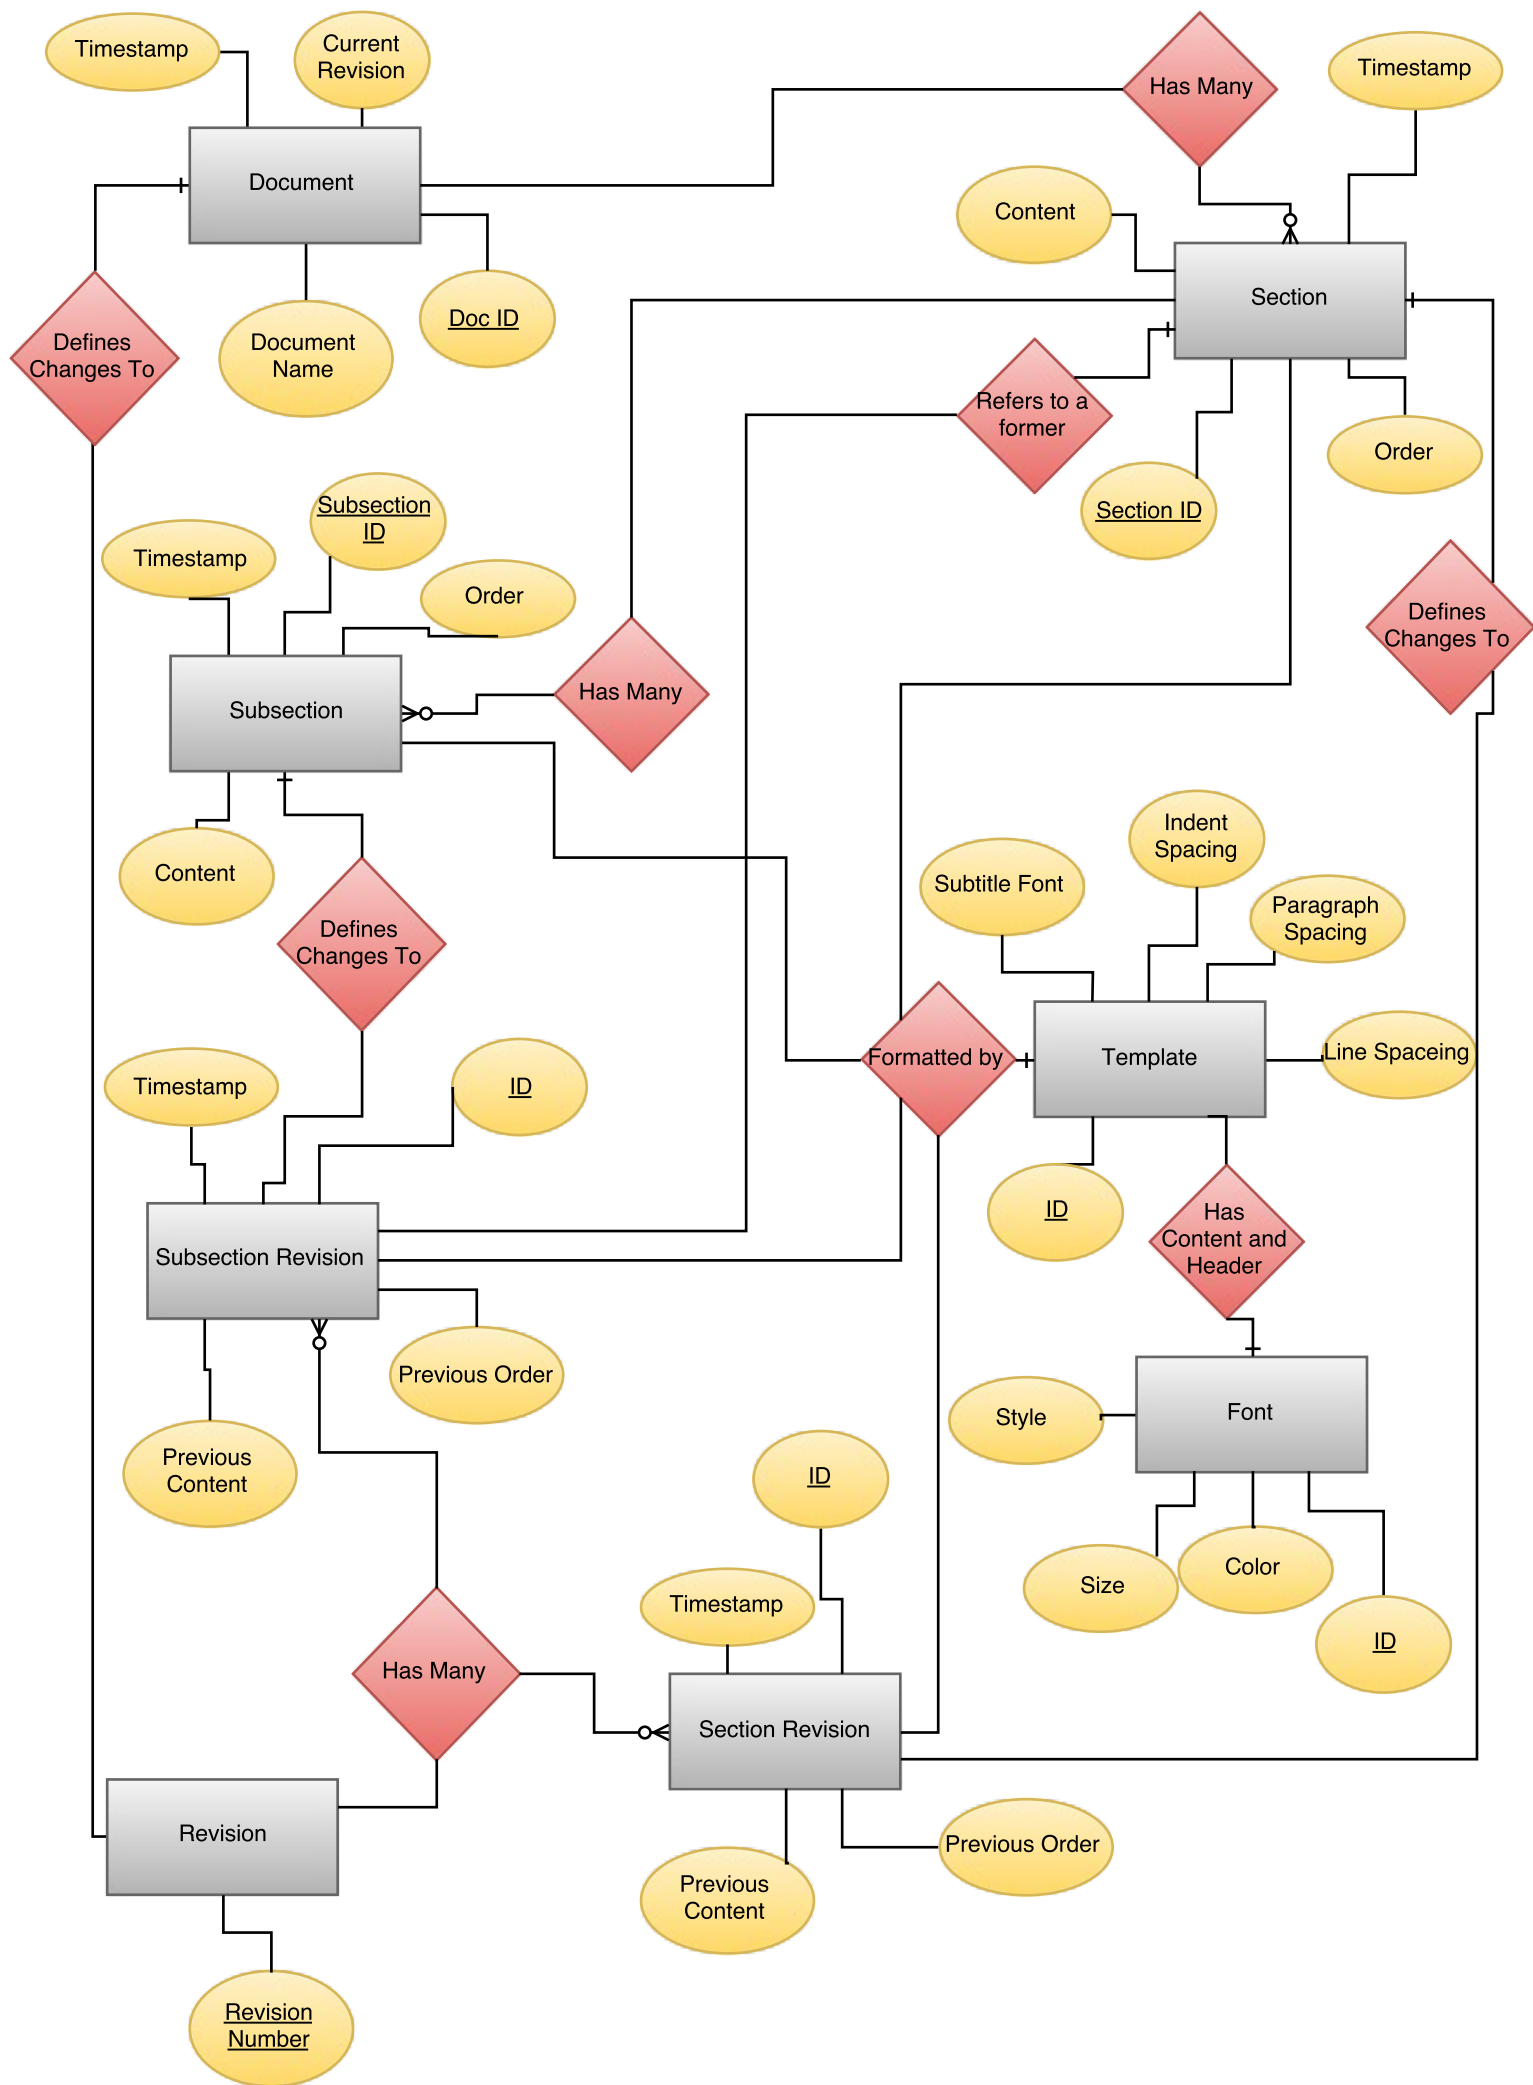 Timestamp
Current
Revision
Has Many
Timestamp
Document
Content
Section
Doc ID
Document
Name
Defines
Changes To
Refers to a
former
Order
Section ID
Subsection
ID
Timestamp
Order
Defines
Changes To
Subsection
Has Many
Content
Indent
Spacing
Subtitle Font
Paragraph
Spacing
Defines
Changes To
Formatted by
Template
Line Spaceing
Timestamp
ID
ID
Has
Content and
Header
Subsection Revision
Previous Order
Style
Font
Previous
Content
ID
Size
Color
Timestamp
ID
Has Many
Section Revision
Revision
Previous Order
Previous
Content
Revision
Number